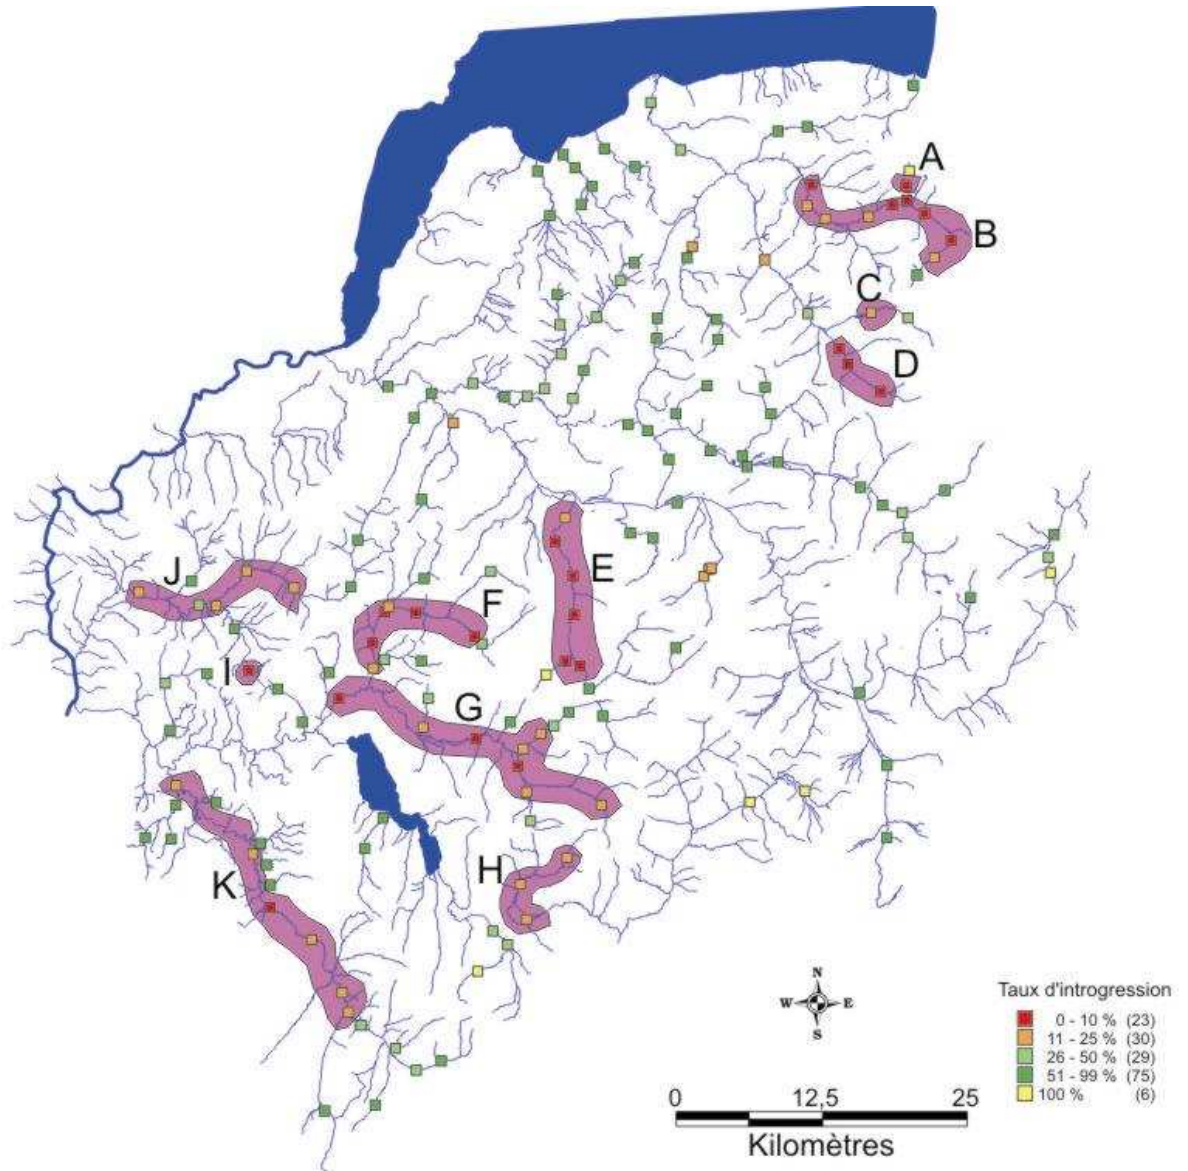 A
B
C
D
E
F
J
I
G
H
K
N
W E
S
Taux d'introgression
0 - 10 % (23)
11 - 25 % (30)
26 - 50 % (29)
51 - 99 % (75)
100 % (6)
0 12,5 25
Kilomètres